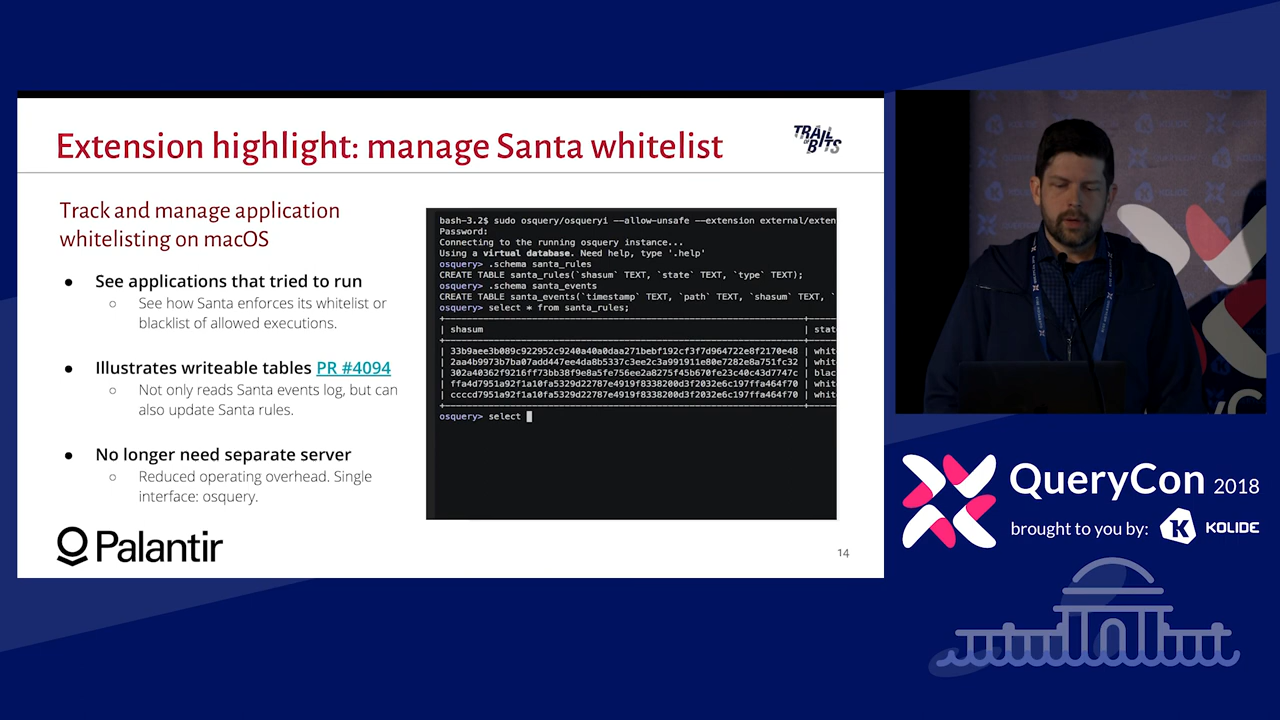 Extension highlight: manage Santa whitelist
TRAIL
OF
BITS
Track and manage application
whitelisting on macOS
● See applications that tried to run
○ See how Santa enforces its whitelist or
blacklist of allowed executions.
● Illustrates writeable tables PR #4094
○ Not only reads Santa events log, but can
also update Santa rules.
● No longer need separate server
○ Reduced operating overhead. Single
interface: osquery.
Palantir
bash-3.2$ sudo osquery/osqueryi --allow-unsafe --extension external/exten
Password:
Connecting to the running osquery instance...
Using a virtual database. Need help, type '.help'
osquery> .schema santa_rules
CREATE TABLE santa_rules(`shasum` TEXT, `state` TEXT, `type` TEXT);
osquery> .schema santa_events
CREATE TABLE santa_events(`timestamp` TEXT, `path` TEXT, `shasum` TEXT, `
osquery> select * from santa_rules;
| shasum | stat
| 33b9aee3b089c922952c9240a40a0daa271bebf192cf3f7d964722e8f2170e48 | whit
| 2aa4b9973b7ba07add447ee4da8b5337c3ee2c3a991911e80e7282e8a751fc32 | whit
| 302a40362f9216ff73bb38f9e8a5fe756ee2a8275f45b670fe23c40c43d7747c | blac
| ffa4d7951a92f1a10fa5329d22787e4919f8338200d3f2032e6c197ffa464f70 | whit
| ccccd7951a92f1a10fa5329d22787e4919f8338200d3f2032e6c197ffa464f70 | whit
osquery> select
14
KOLIDE
QueryCon 2018
brought to you by: KOLIDE